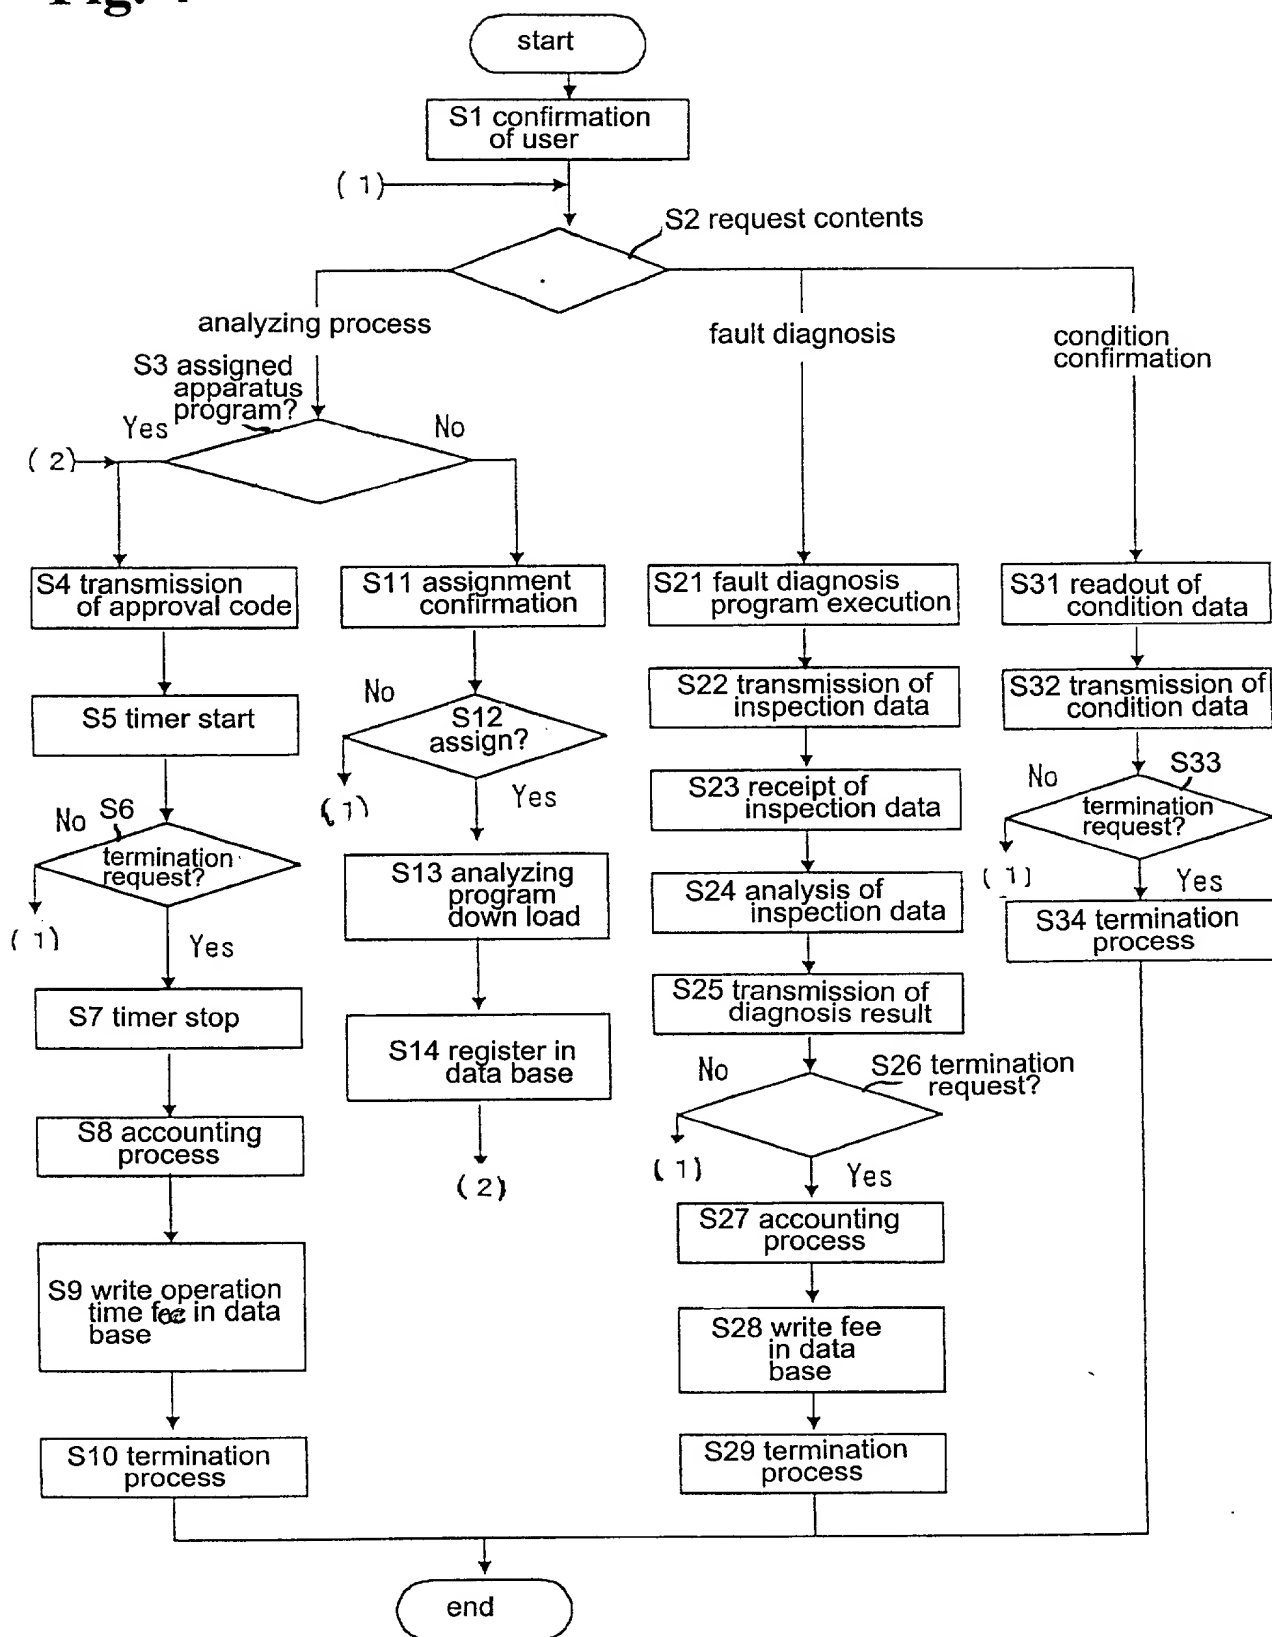 start
S1 confirmation
of user
( 1)
S2 request contents
analyzing process
fault diagnosis
condition
confirmation
S3 assigned
apparatus
program?
Yes
No
( 2)
S4 transmission
of approval code
S11 assignment
confirmation
S21 fault diagnosis
program execution
S31 readout of
condition data
S5 timer start
No
S12
assign?
Yes
(1)
S22 transmission of
inspection data
S32 transmission of
condition data
S23 receipt of
inspection data
No
S33
termination
request?
(1)
Yes
No
S6
termination
request?
(1)
Yes
S13 analyzing
program
down load
S24 analysis of
inspection data
S34 termination
process
S7 timer stop
S14 register in
data base
(2)
S25 transmission of
diagnosis result
No
S26 termination
request?
(1)
Yes
S8 accounting
process
S27 accounting
process
S9 write operation
time fee in data
base
S28 write fee
in data
base
S10 termination
process
S29 termination
process
end